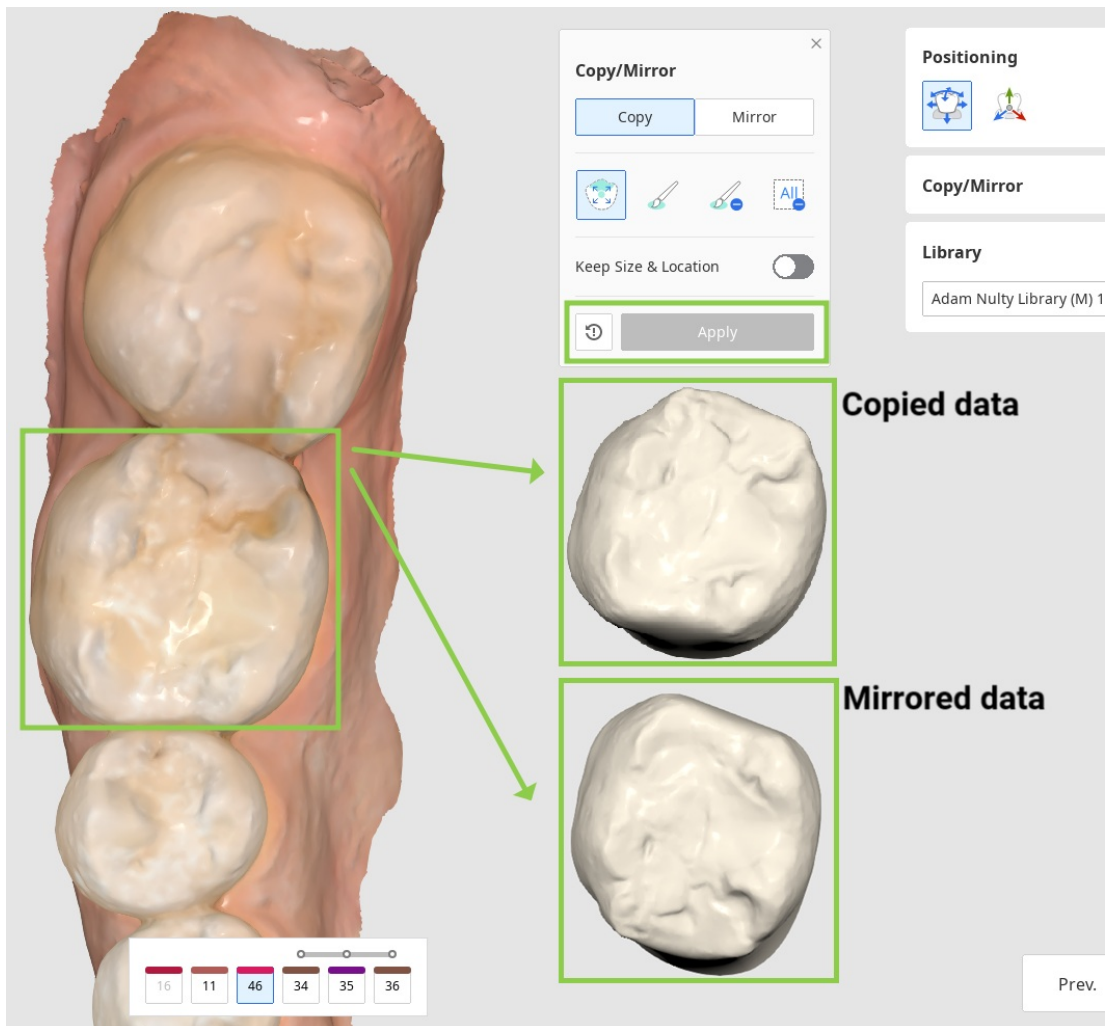 Copy/Mirror
Copy
Mirror
All
Keep Size & Location
Apply
Positioning
Copy/Mirror
Library
Adam Nulty Library (M) 1
Copied data
Mirrored data
16
11
46
34
35
36
Prev.